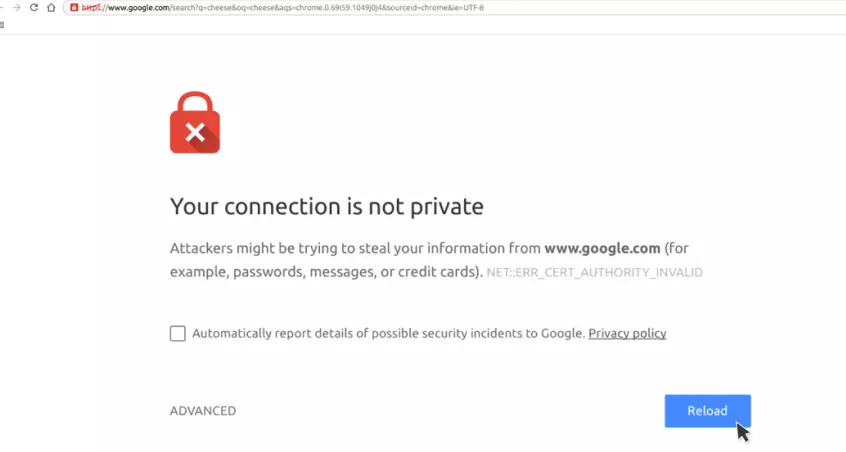 https://www.google.com/search?q=cheese&oq=cheese&aqs=chrome.0.69i59.1049j0j4&sourceid=chrome&ie=UTF-8
Your connection is not private
Attackers might be trying to steal your information from www.google.com (for
example, passwords, messages, or credit cards). NET::ERR_CERT_AUTHORITY_INVALID
Automatically report details of possible security incidents to Google. Privacy policy
ADVANCED
Reload